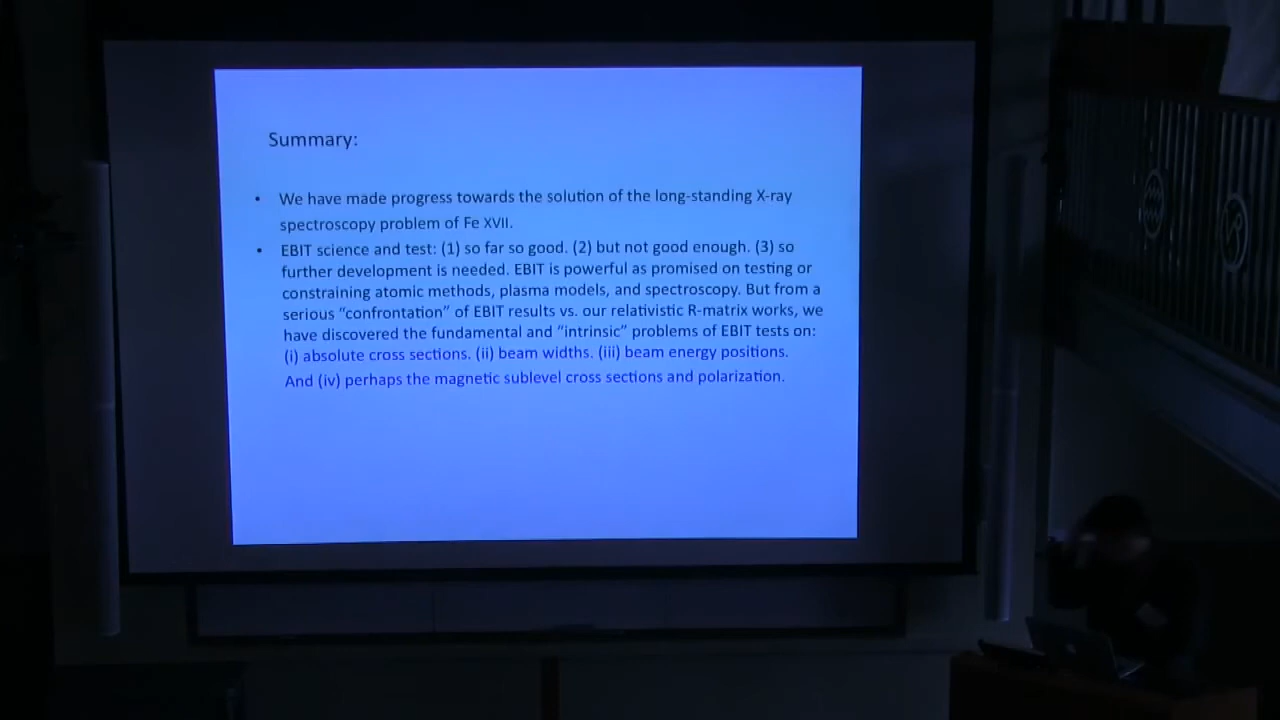 Summary:
• We have made progress towards the solution of the long-standing X-ray
spectroscopy problem of Fe XVII.
• EBIT science and test: (1) so far so good. (2) but not good enough. (3) so
further development is needed. EBIT is powerful as promised on testing or
constraining atomic methods, plasma models, and spectroscopy. But from a
serious “confrontation” of EBIT results vs. our relativistic R-matrix works, we
have discovered the fundamental and “intrinsic” problems of EBIT tests on:
(i) absolute cross sections. (ii) beam widths. (iii) beam energy positions.
And (iv) perhaps the magnetic sublevel cross sections and polarization.